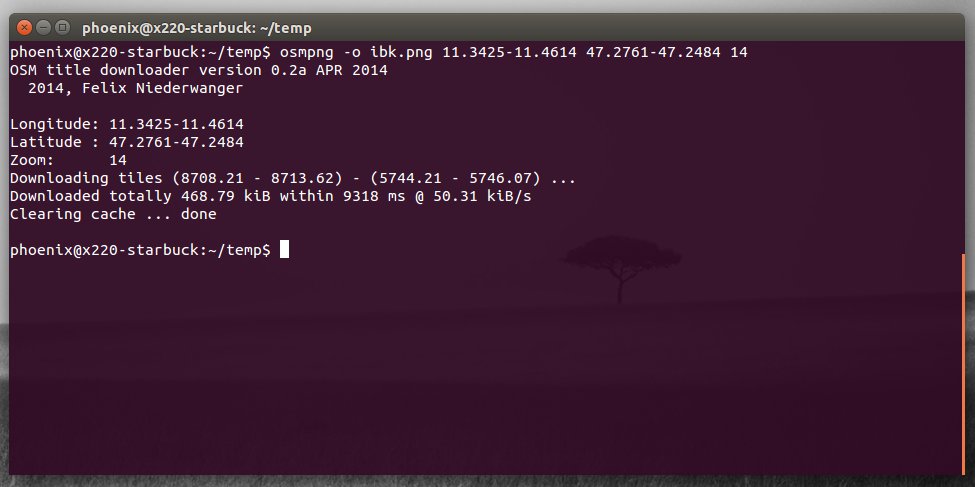 phoenix@x220-starbuck: ~/temp
phoenix@x220-starbuck:~/temp$ osmpng -o ibk.png 11.3425-11.4614 47.2761-47.2484 14
OSM title downloader version 0.2a APR 2014
  2014, Felix Niederwanger

Longitude: 11.3425-11.4614
Latitude : 47.2761-47.2484
Zoom:      14
Downloading tiles (8708.21 - 8713.62) - (5744.21 - 5746.07) ...
Downloaded totally 468.79 kiB within 9318 ms @ 50.31 kiB/s
Clearing cache ... done

phoenix@x220-starbuck:~/temp$